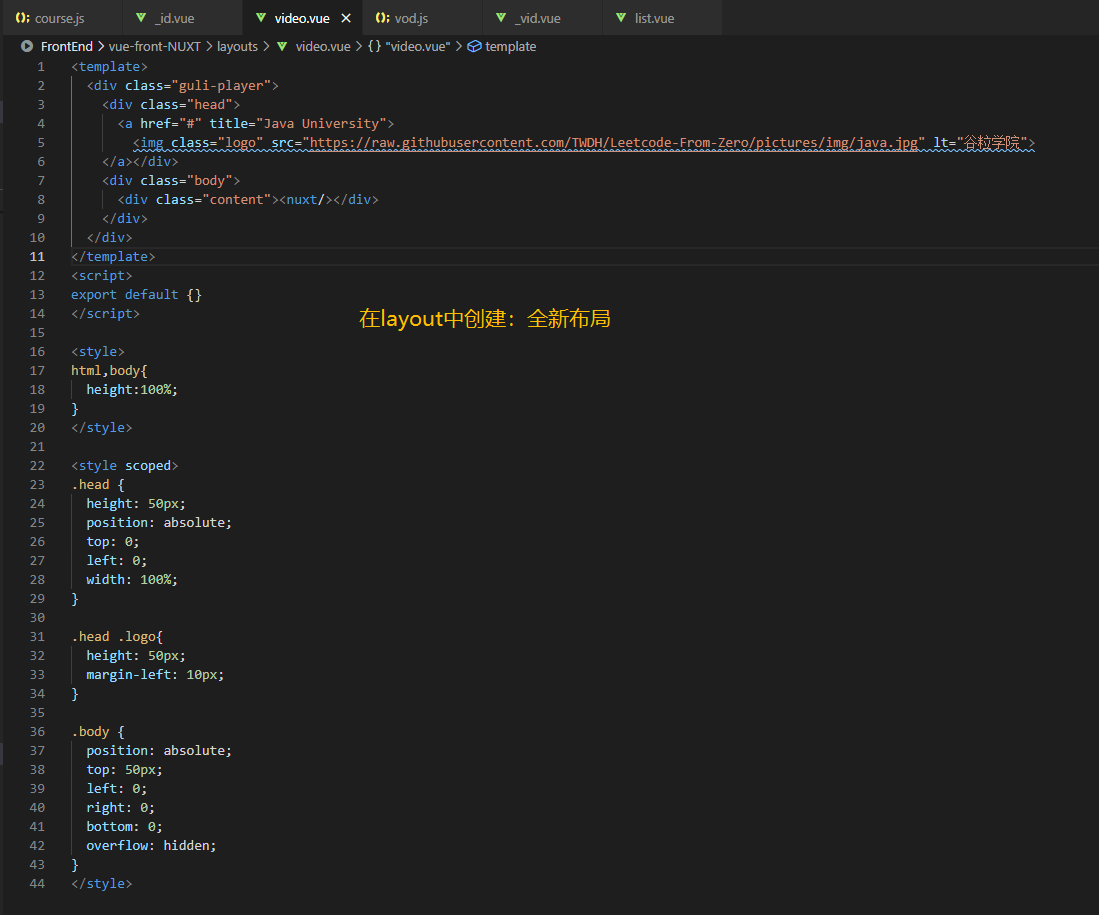 course.js _id.vue video.vue vod.js _vid.vue list.vue
FrontEnd > vue-front-NUXT > layouts > video.vue > {} "video.vue" > template
1 <template>
2 <div class="guli-player">
3 <div class="head">
4 <a href="#" title="Java University">
5 <img class="logo" src="https://raw.githubusercontent.com/TWDH/Leetcode-From-Zero/pictures/img/java.jpg" lt="谷粒学院">
6 </a></div>
7 <div class="body">
8 <div class="content"><nuxt/></div>
9 </div>
10 </div>
11 </template>
12 <script>
13 export default {}
14 </script>
在layout中创建：全新布局
15
16 <style>
17 html,body{
18 height:100%;
19 }
20 </style>
21
22 <style scoped>
23 .head {
24 height: 50px;
25 position: absolute;
26 top: 0;
27 left: 0;
28 width: 100%;
29 }
30
31 .head .logo{
32 height: 50px;
33 margin-left: 10px;
34 }
35
36 .body {
37 position: absolute;
38 top: 50px;
39 left: 0;
40 right: 0;
41 bottom: 0;
42 overflow: hidden;
43 }
44 </style>